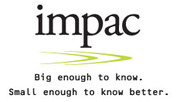 impac
Big enough to know.
Small enough to know better.